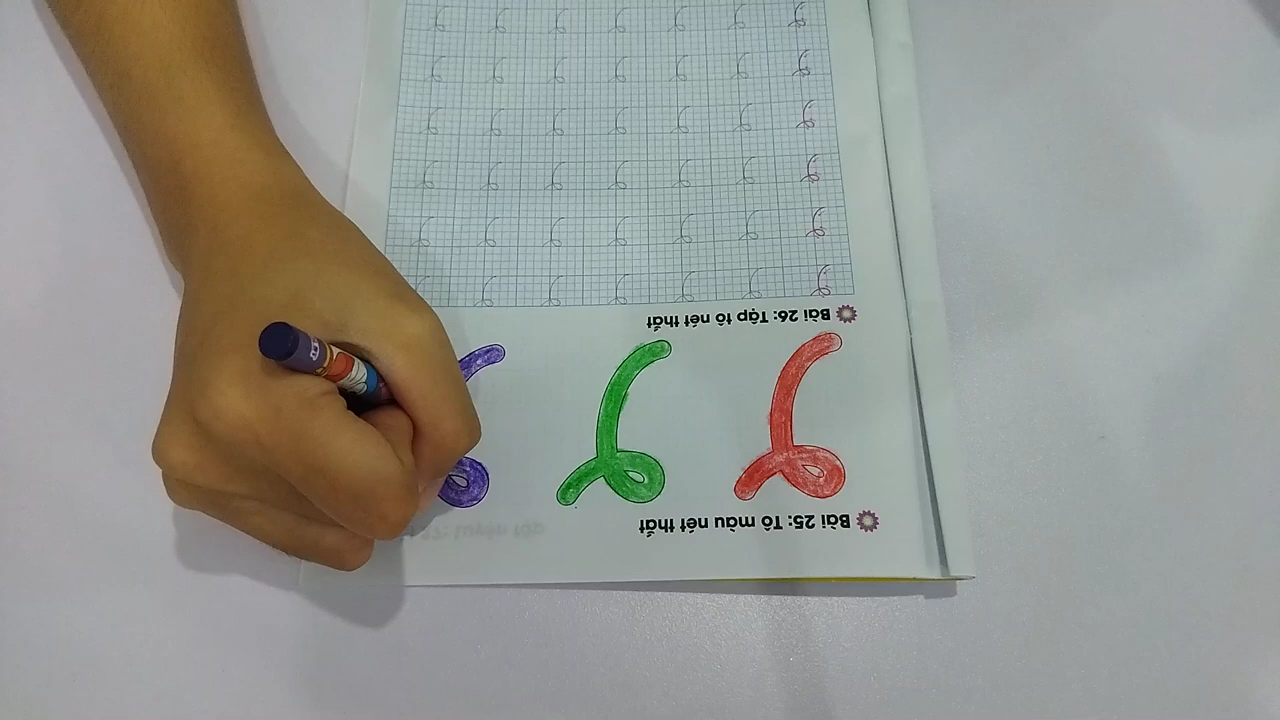 Bài 25: Tô màu nét thắt
Bài 26: Tập tô nét thắt